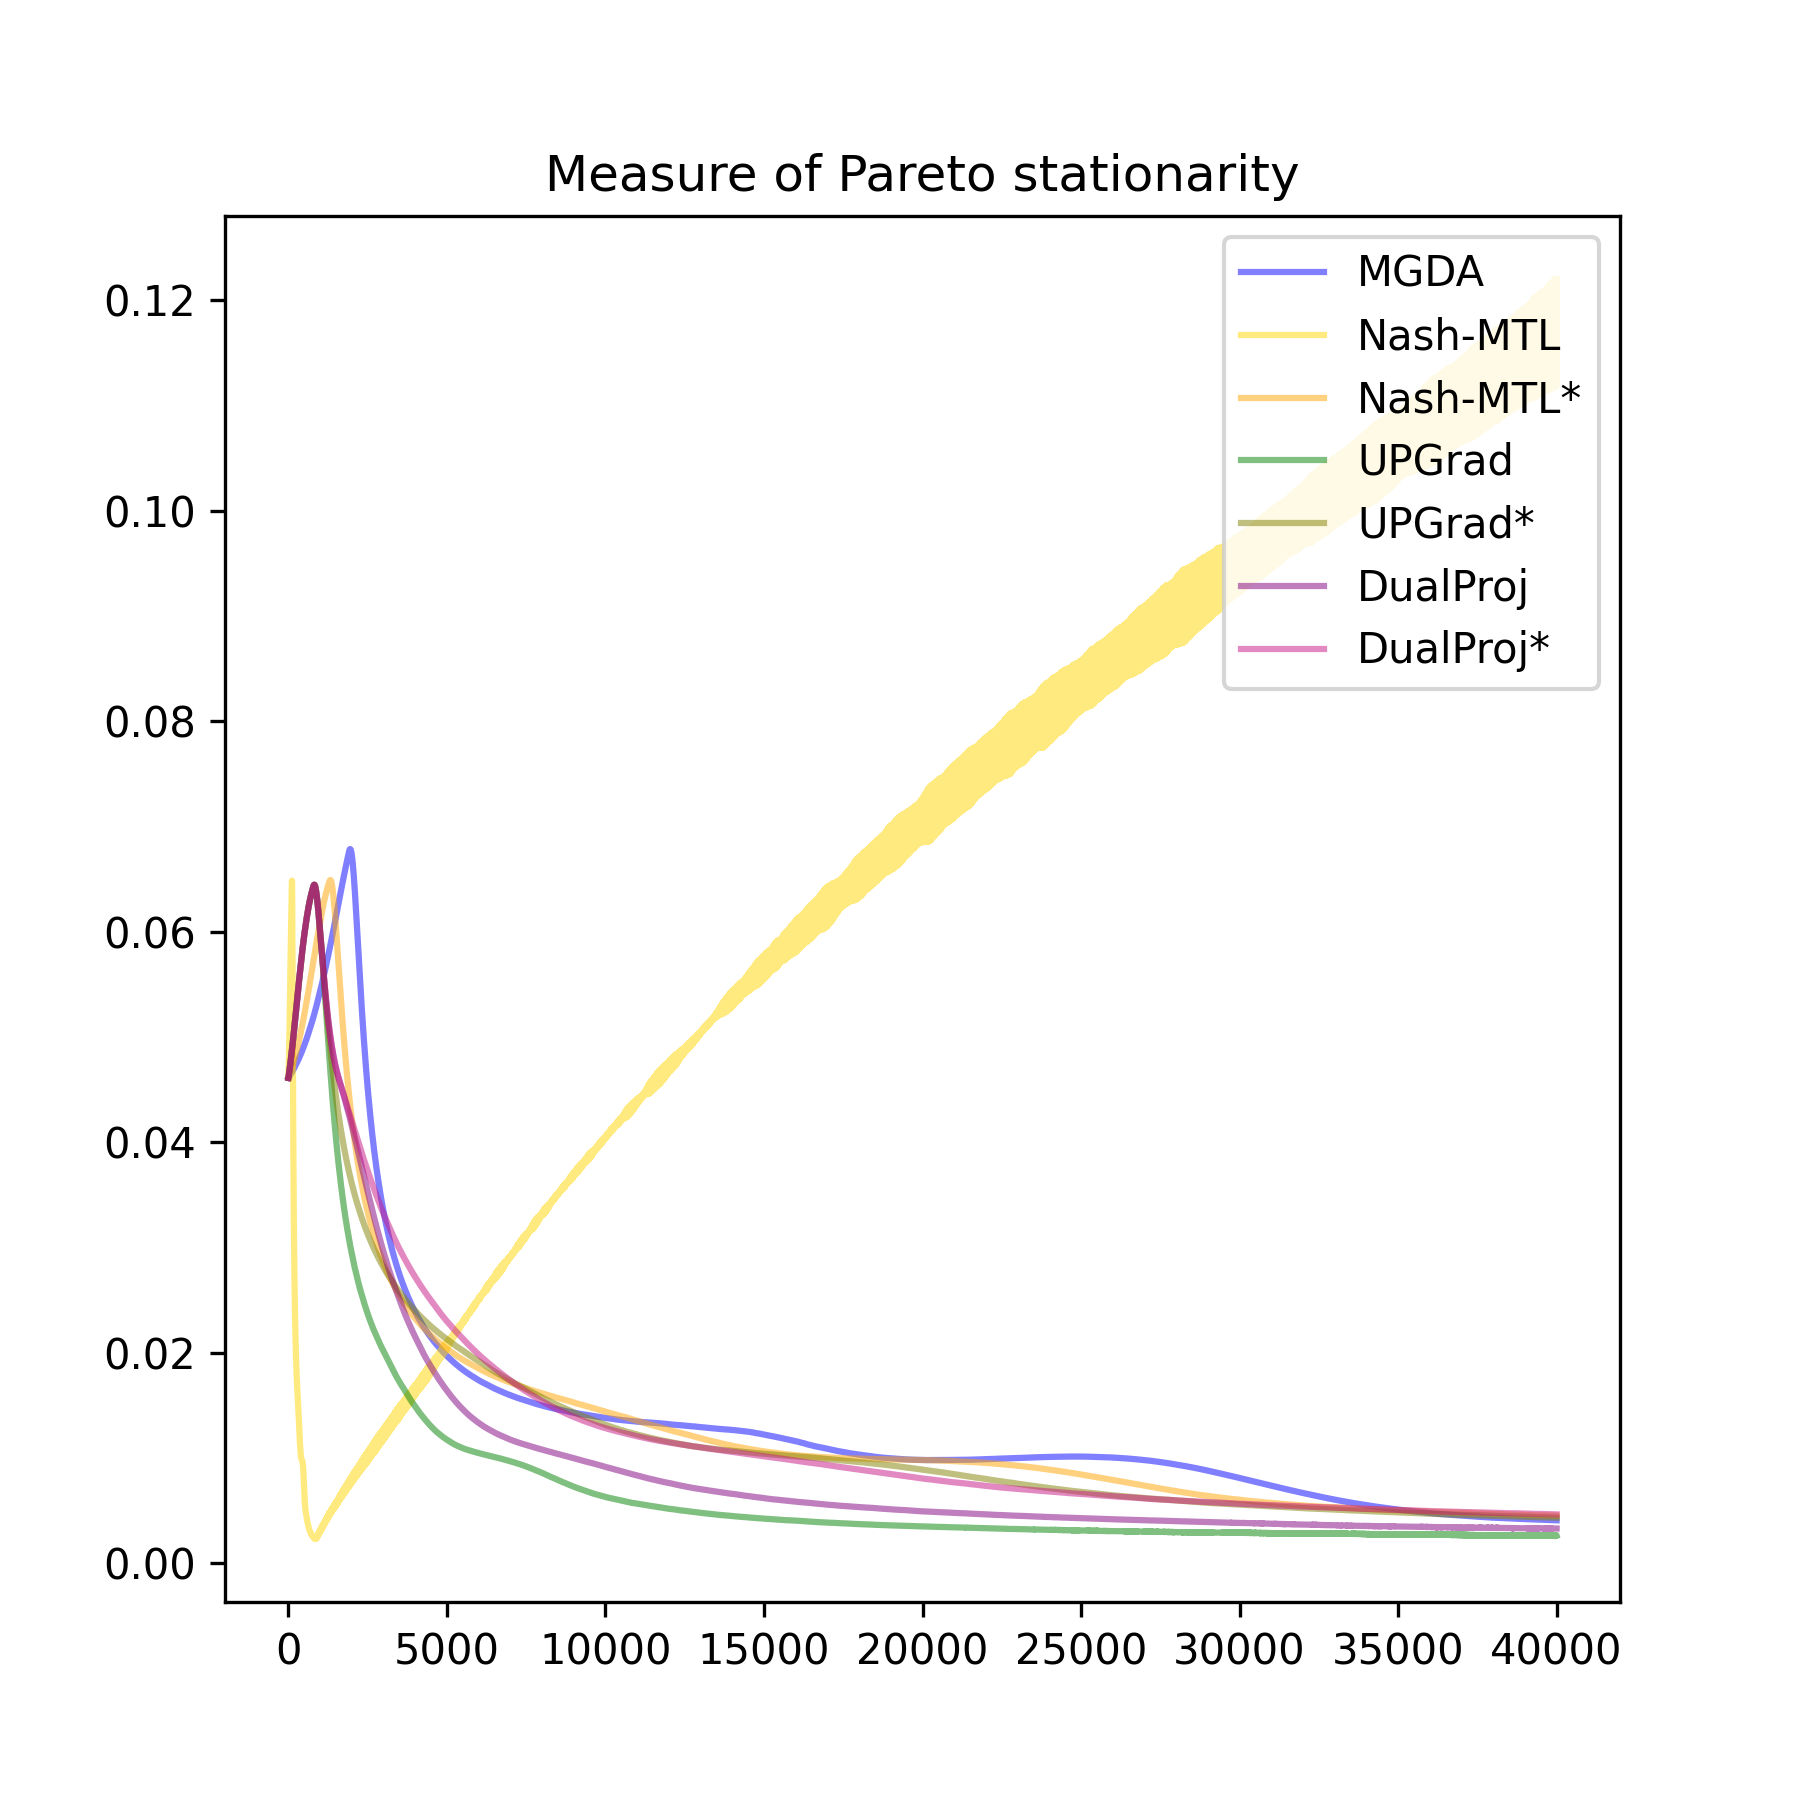 Measure of Pareto stationarity
0.12
0.10
0.08
0.06
0.04
0.02
0.00
MGDA
Nash-MTL
Nash-MTL*
UPGrad
UPGrad*
DualProj
DualProj*
0 5000 10000 15000 20000 25000 30000 35000 40000